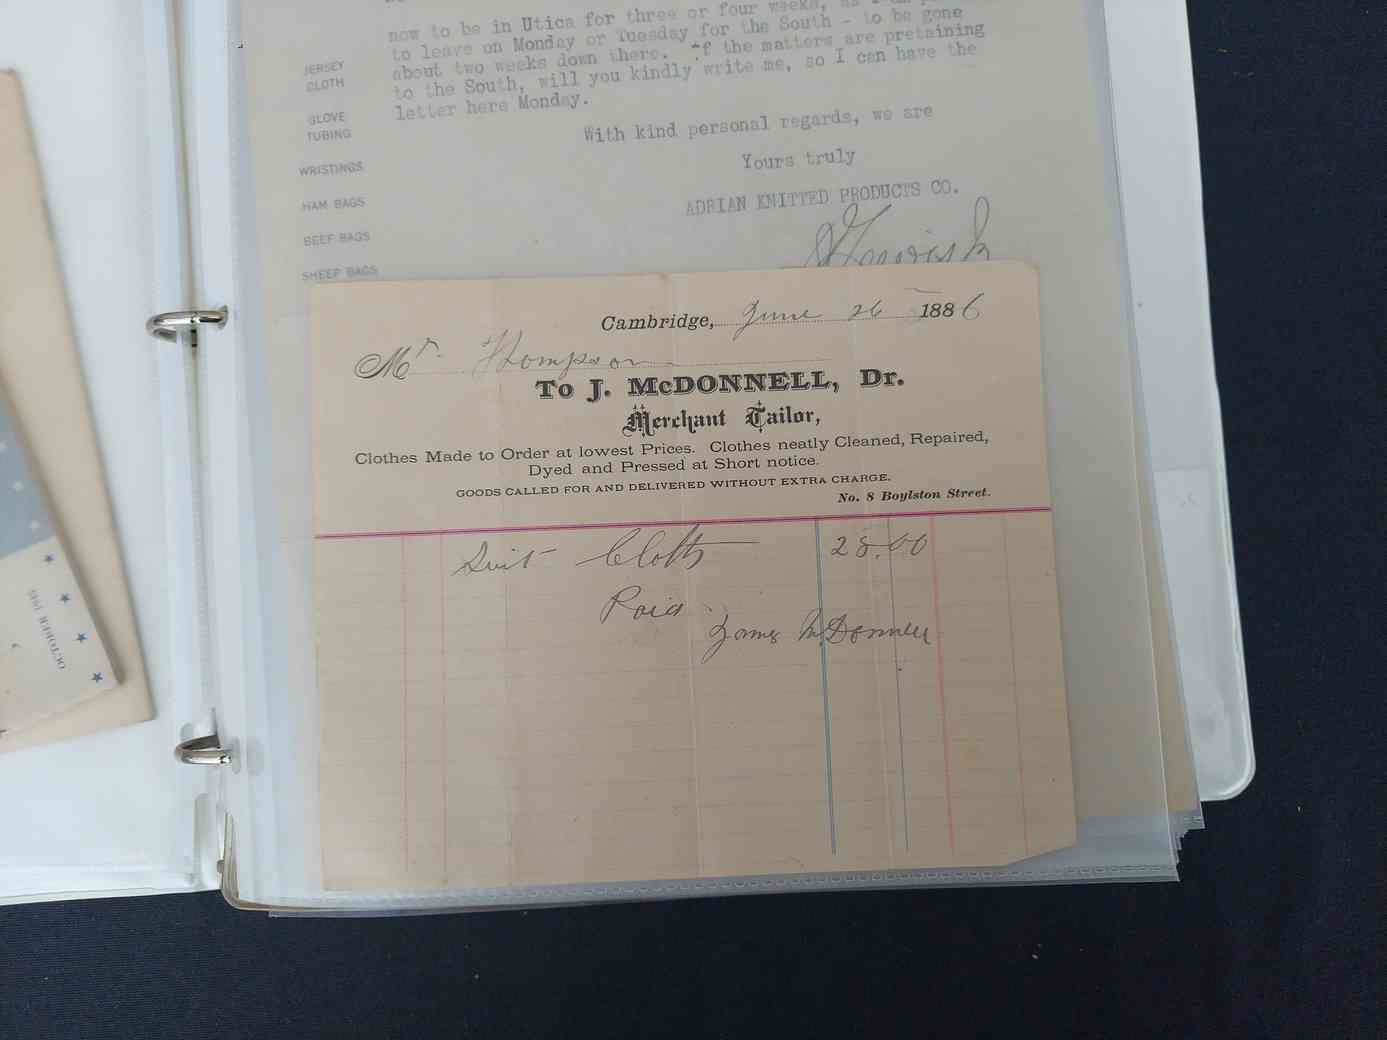 now to be in Utica for three or four weeks, as I am
to leave on Monday or Tuesday for the South - to be gone
about two weeks down there. If the matters are pretaining
to the South, will you kindly write me, so I can have the
letter here Monday.
With kind personal regards, we are
Yours truly
ADRIAN KNITTED PRODUCTS CO.
JERSEY
CLOTH
GLOVE
TUBING
WRISTINGS
HAM BAGS
BEEF BAGS
SHEEP BAGS
Cambridge, June 26 1886
Mr. Thompson
To J. McDONNELL, Dr.
Merchant Tailor,
Clothes Made to Order at lowest Prices. Clothes neatly Cleaned, Repaired,
Dyed and Pressed at Short notice.
GOODS CALLED FOR AND DELIVERED WITHOUT EXTRA CHARGE.
No. 8 Boylston Street.
Suit Cloths 28.00
Paid
James McDonnell
OCTOBER